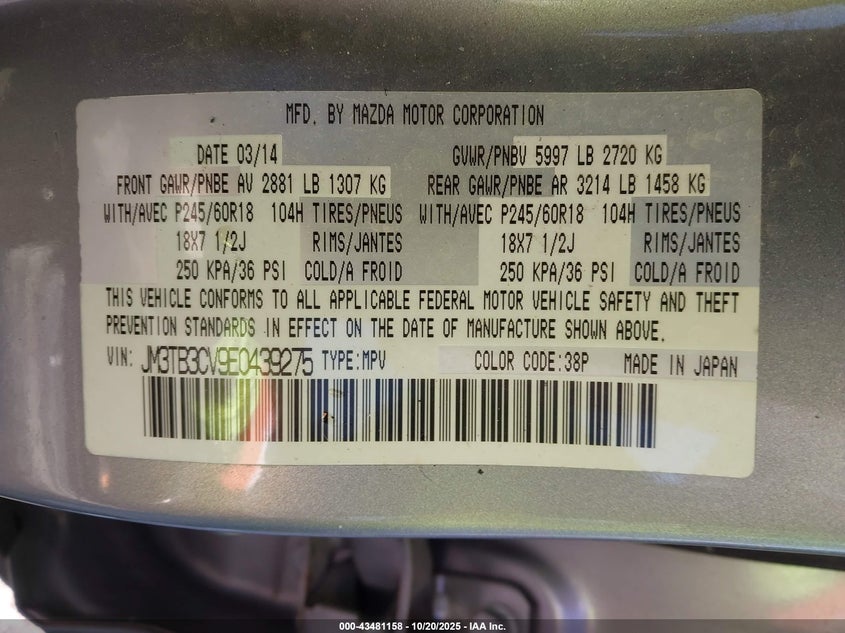 MFD. BY MAZDA MOTOR CORPORATION
DATE 03/14 GVWR/PNBV 5997 LB 2720 KG
FRONT GAWR/PNBE AV 2881 LB 1307 KG REAR GAWR/PNBE AR 3214 LB 1458 KG
WITH/AVEC P245/60R18 104H TIRES/PNEUS WITH/AVEC P245/60R18 104H TIRES/PNEUS
18X7 1/2J RIMS/JANTES 18X7 1/2J RIMS/JANTES
250 KPA/36 PSI COLD/A FROID 250 KPA/36 PSI COLD/A FROID
THIS VEHICLE CONFORMS TO ALL APPLICABLE FEDERAL MOTOR VEHICLE SAFETY AND THEFT
PREVENTION STANDARDS IN EFFECT ON THE DATE OF MANUFACTURE SHOWN ABOVE.
VIN: JM3TB3CV9E0439275 TYPE:MPV COLOR CODE:38P MADE IN JAPAN
000-43481158 - 10/20/2025 - IAA Inc.